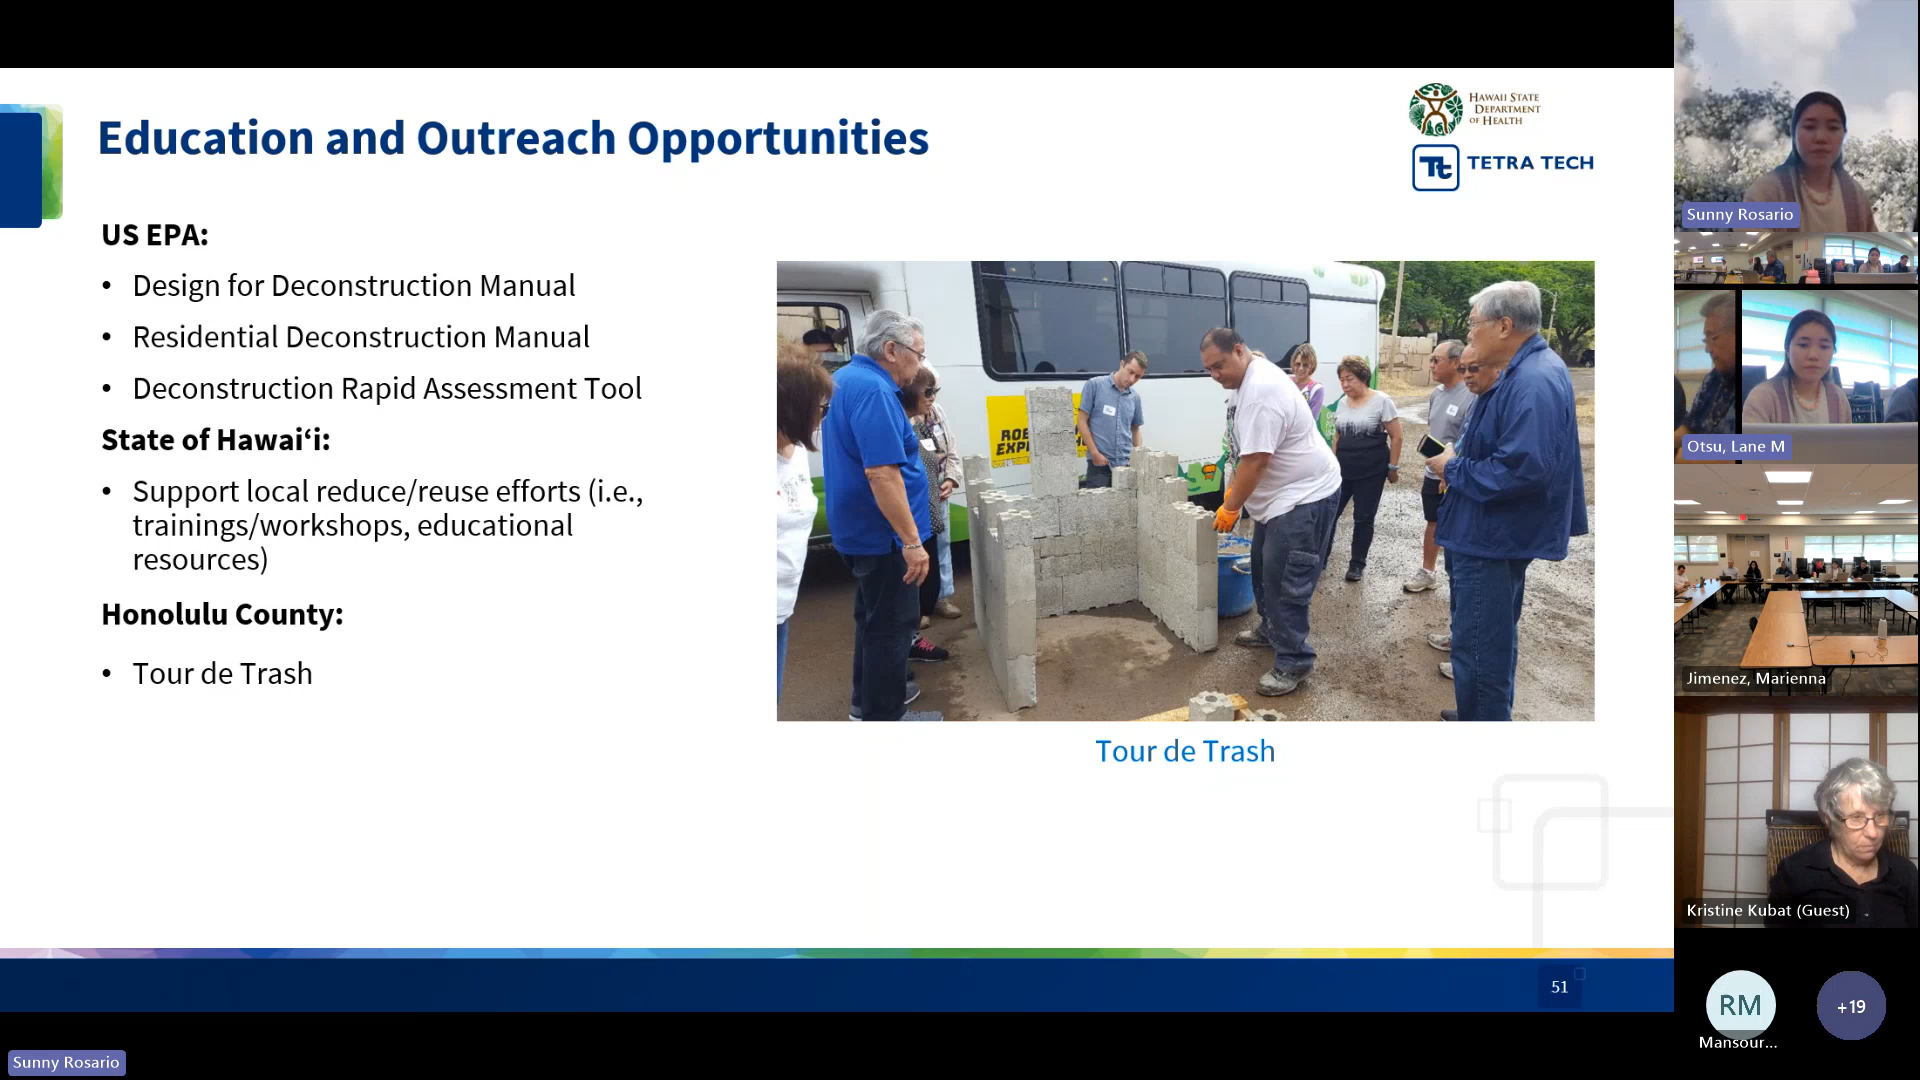 Education and Outreach Opportunities
HAWAII STATE
DEPARTMENT
OF HEALTH
Tt TETRA TECH
US EPA:
• Design for Deconstruction Manual
• Residential Deconstruction Manual
• Deconstruction Rapid Assessment Tool
State of Hawaiʻi:
• Support local reduce/reuse efforts (i.e.,
trainings/workshops, educational
resources)
Honolulu County:
• Tour de Trash
Tour de Trash
51
Sunny Rosario
Sunny Rosario
Otsu, Lane M
Jimenez, Marienna
Kristine Kubat (Guest)
RM
Mansour...
+19